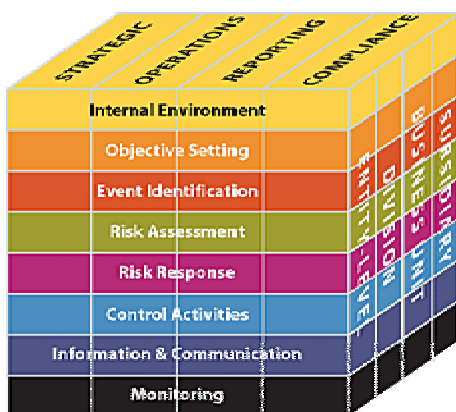 STRATEGIC
OPERATIONS
REPORTING
COMPLIANCE
Internal Environment
Objective Setting
Event Identification
Risk Assessment
Risk Response
Control Activities
Information & Communication
Monitoring
ENTITY-LEVEL
DIVISION
BUSINESS UNIT
SUBSIDIARY